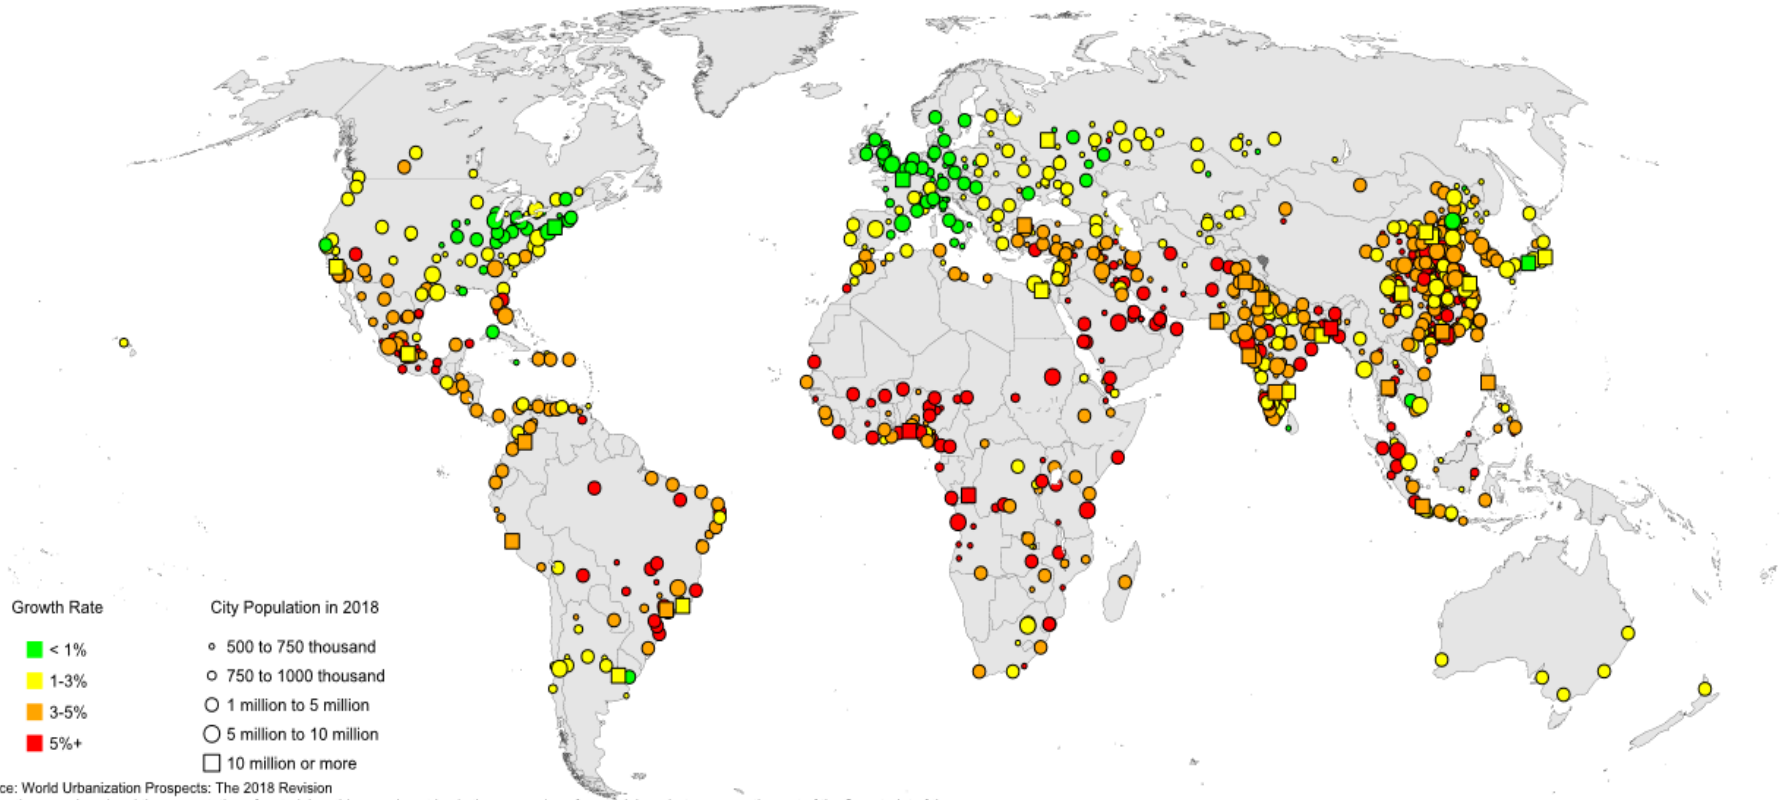 Growth Rate
< 1%
1-3%
3-5%
5%+
City Population in 2018
500 to 750 thousand
750 to 1000 thousand
1 million to 5 million
5 million to 10 million
10 million or more
ce: World Urbanization Prospects: The 2018 Revision